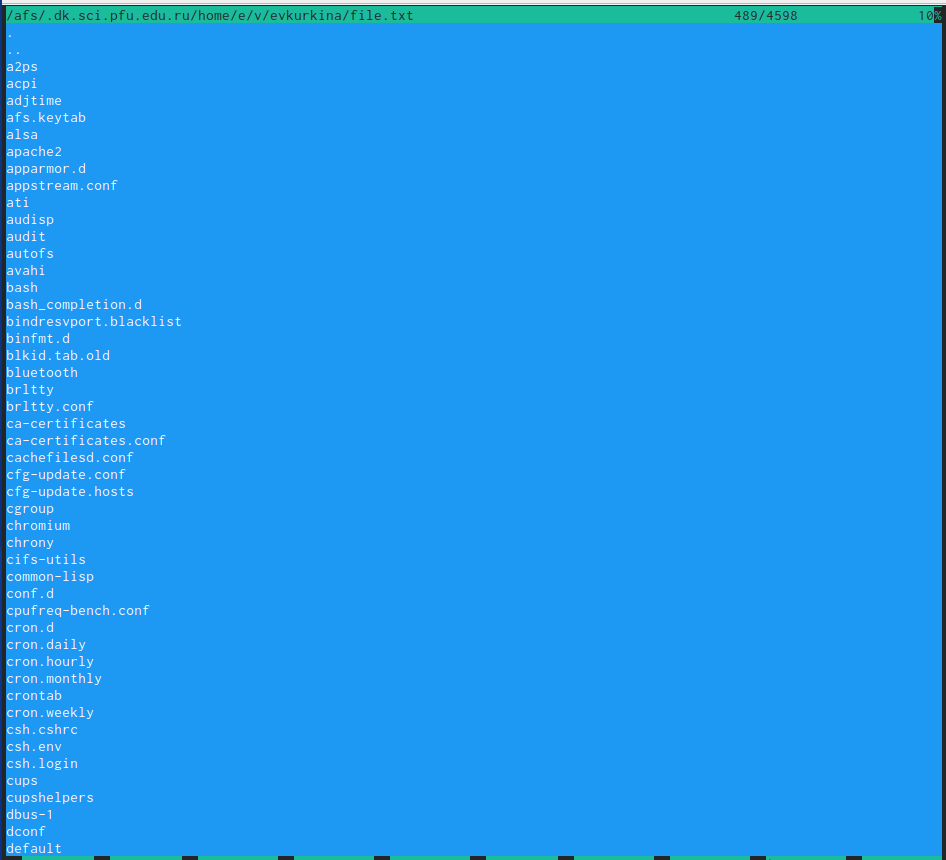 /afs/.dk.sci.pfu.edu.ru/home/e/v/evkurkina/file.txt 489/4598 10%
.
..
a2ps
acpi
adjtime
afs.keytab
alsa
apache2
apparmor.d
appstream.conf
ati
audisp
audit
autofs
avahi
bash
bash_completion.d
bindresvport.blacklist
binfmt.d
blkid.tab.old
bluetooth
brltty
brltty.conf
ca-certificates
ca-certificates.conf
cachefilesd.conf
cfg-update.conf
cfg-update.hosts
cgroup
chromium
chrony
cifs-utils
common-lisp
conf.d
cpufreq-bench.conf
cron.d
cron.daily
cron.hourly
cron.monthly
crontab
cron.weekly
csh.cshrc
csh.env
csh.login
cups
cupshelpers
dbus-1
dconf
default